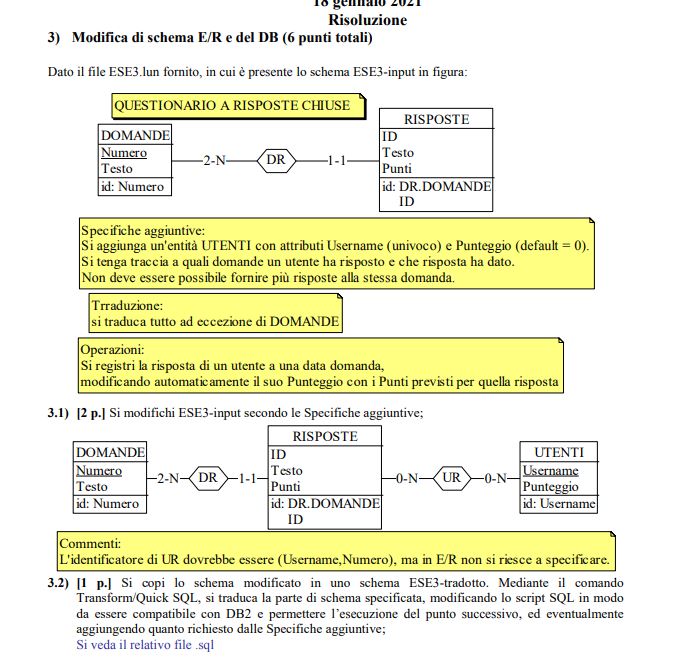 18 gennaio 2021
Risoluzione
3) Modifica di schema E/R e del DB (6 punti totali)
Dato il file ESE3.lun fornito, in cui è presente lo schema ESE3-input in figura:
QUESTIONARIO A RISPOSTE CHIUSE
RISPOSTE
DOMANDE
ID
Numero
2-N
DR
1-1
Testo
Testo
Punti
id: Numero
id: DR.DOMANDE
ID
Specifiche aggiuntive:
Si aggiunga un'entità UTENTI con attributi Username (univoco) e Punteggio (default = 0).
Si tenga traccia a quali domande un utente ha risposto e che risposta ha dato.
Non deve essere possibile fornire più risposte alla stessa domanda.
Trraduzione:
si traduca tutto ad eccezione di DOMANDE
Operazioni:
Si registri la risposta di un utente a una data domanda,
modificando automaticamente il suo Punteggio con i Punti previsti per quella risposta
3.1) [2 p.] Si modifichi ESE3-input secondo le Specifiche aggiuntive;
RISPOSTE
DOMANDE
ID
UTENTI
Numero
2-N
DR
1-1
Testo
0-N
UR
0-N
Username
Testo
Punti
Punteggio
id: Numero
id: DR.DOMANDE
id: Username
ID
Commenti:
L'identificatore di UR dovrebbe essere (Username,Numero), ma in E/R non si riesce a specificare.
3.2) [1 p.] Si copi lo schema modificato in uno schema ESE3-tradotto. Mediante il comando
Transform/Quick SQL, si traduca la parte di schema specificata, modificando lo script SQL in modo
da essere compatibile con DB2 e permettere l'esecuzione del punto successivo, ed eventualmente
aggiungendo quanto richiesto dalle Specifiche aggiuntive;
Si veda il relativo file .sql